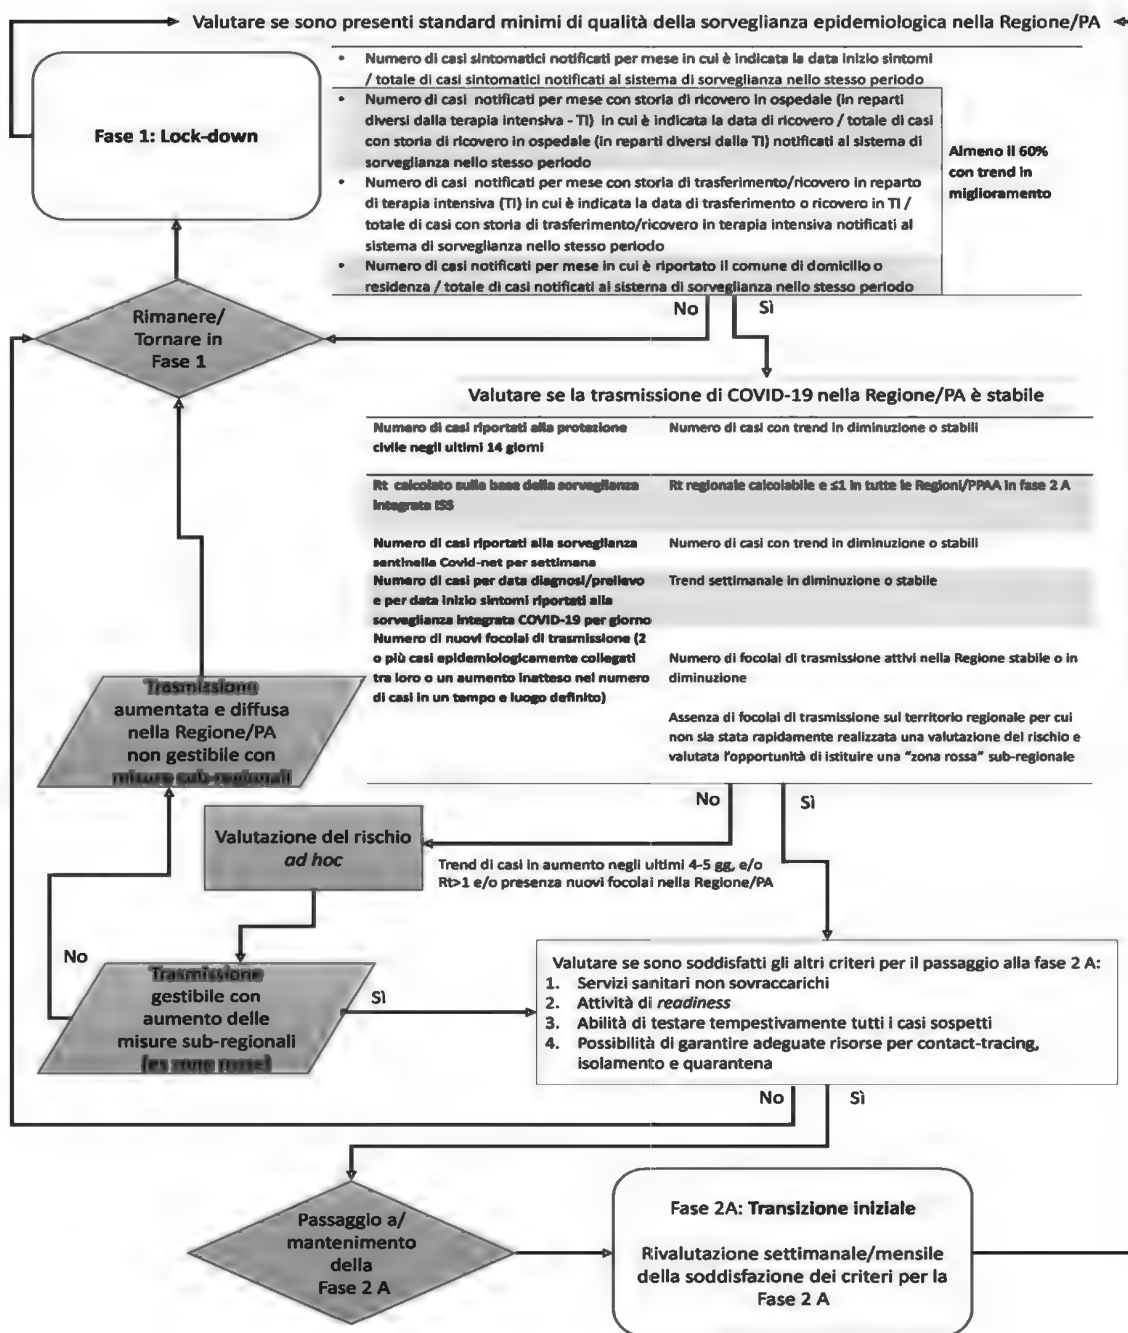 Valutare se sono presenti standard minimi di qualità della sorveglianza epidemiologica nella Regione/PA
Fase 1: Lock-down
• Numero di casi sintomatici notificati per mese in cui è indicata la data inizio sintomi
/ totale di casi sintomatici notificati al sistema di sorveglianza nello stesso periodo
• Numero di casi notificati per mese con storia di ricovero in ospedale (in reparti
diversi dalla terapia intensiva - TI) in cui è indicata la data di ricovero / totale di casi
con storia di ricovero in ospedale (in reparti diversi dalla TI) notificati al sistema di
sorveglianza nello stesso periodo
• Numero di casi notificati per mese con storia di trasferimento/ricovero in reparto
di terapia intensiva (TI) in cui è indicata la data di trasferimento o ricovero in TI /
totale di casi con storia di trasferimento/ricovero in terapia intensiva notificati al
sistema di sorveglianza nello stesso periodo
• Numero di casi notificati per mese in cui è riportato il comune di domicilio o
residenza / totale di casi notificati al sistema di sorveglianza nello stesso periodo
Almeno il 60%
con trend in
miglioramento
No
Sì
Rimanere/
Tornare in
Fase 1
Valutare se la trasmissione di COVID-19 nella Regione/PA è stabile
Numero di casi riportati alla protezione
civile negli ultimi 14 giorni
Numero di casi con trend in diminuzione o stabili
Rt calcolato sulla base della sorveglianza
integrata ISS
Rt regionale calcolabile e ≤1 in tutte le Regioni/PPAA in fase 2 A
Numero di casi riportati alla sorveglianza
sentinella Covid-net per settimana
Numero di casi con trend in diminuzione o stabili
Numero di casi per data diagnosi/prelievo
e per data inizio sintomi riportati alla
sorveglianza integrata COVID-19 per giorno
Trend settimanale in diminuzione o stabile
Numero di nuovi focolai di trasmissione (2
o più casi epidemiologicamente collegati
tra loro o un aumento inatteso nel numero
di casi in un tempo e luogo definito)
Numero di focolai di trasmissione attivi nella Regione stabile o in
diminuzione
Assenza di focolai di trasmissione sul territorio regionale per cui
non sia stata rapidamente realizzata una valutazione del rischio e
valutata l'opportunità di istituire una "zona rossa" sub-regionale
Trasmissione
aumentata e diffusa
nella Regione/PA
non gestibile con
misure sub-regionali
No
Sì
Valutazione del rischio
ad hoc
Trend di casi in aumento negli ultimi 4-5 gg, e/o
Rt>1 e/o presenza nuovi focolai nella Regione/PA
No
Trasmissione
gestibile con
aumento delle
misure sub-regionali
(es zone rosse)
Sì
Valutare se sono soddisfatti gli altri criteri per il passaggio alla fase 2 A:
1. Servizi sanitari non sovraccarichi
2. Attività di readiness
3. Abilità di testare tempestivamente tutti i casi sospetti
4. Possibilità di garantire adeguate risorse per contact-tracing,
isolamento e quarantena
No
Sì
Passaggio a/
mantenimento
della
Fase 2 A
Fase 2A: Transizione iniziale
Rivalutazione settimanale/mensile
della soddisfazione dei criteri per la
Fase 2 A